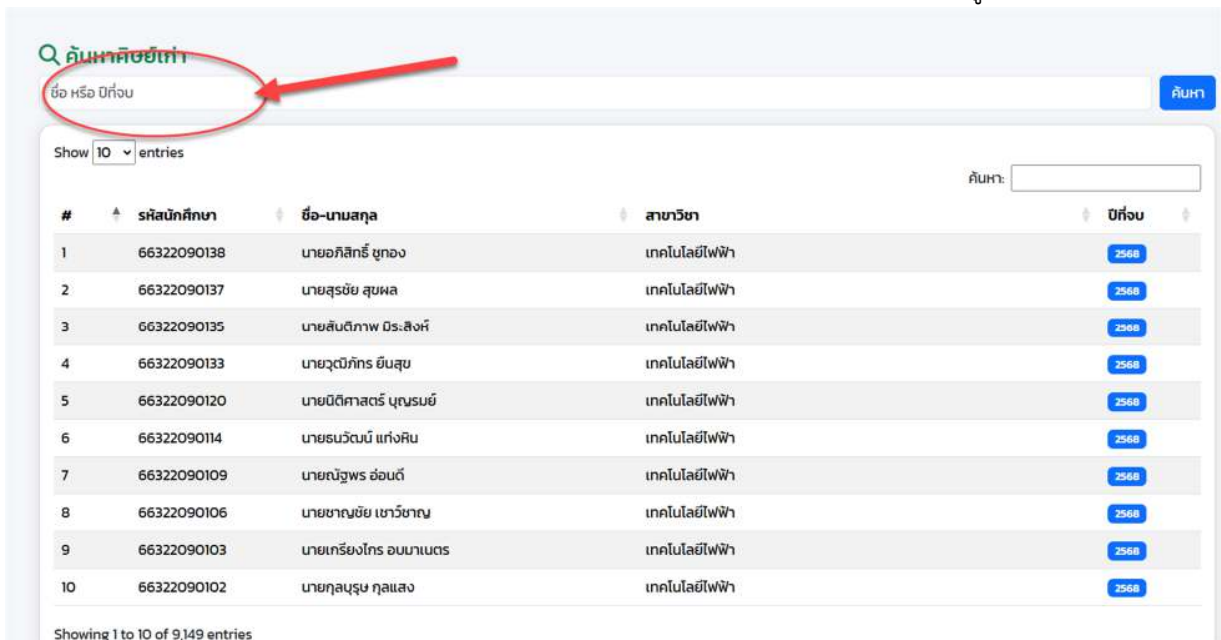 ค้นหาศิษย์เก่า
ชื่อ หรือ ปีที่จบ
ค้นหา
Show 10 entries
ค้นหา:
# รหัสนักศึกษา ชื่อ-นามสกุล สาขาวิชา ปีที่จบ
1 66322090138 นายอภิสิทธิ์ ชูทอง เทคโนโลยีไฟฟ้า 2568
2 66322090137 นายสุรชัย สุขผล เทคโนโลยีไฟฟ้า 2568
3 66322090135 นายสันติภาพ มิระสิงห์ เทคโนโลยีไฟฟ้า 2568
4 66322090133 นายวุฒิภัทร ยืนสุข เทคโนโลยีไฟฟ้า 2568
5 66322090120 นายนิติศาสตร์ บุญรมย์ เทคโนโลยีไฟฟ้า 2568
6 66322090114 นายธนวัฒน์ แท่งหิน เทคโนโลยีไฟฟ้า 2568
7 66322090109 นายณัฐพร อ่อนดี เทคโนโลยีไฟฟ้า 2568
8 66322090106 นายชาญชัย เชาว์ชาญ เทคโนโลยีไฟฟ้า 2568
9 66322090103 นายเกรียงไกร อบมาเนตร เทคโนโลยีไฟฟ้า 2568
10 66322090102 นายกุลบุรุษ กุลแสง เทคโนโลยีไฟฟ้า 2568
Showing 1 to 10 of 9,149 entries